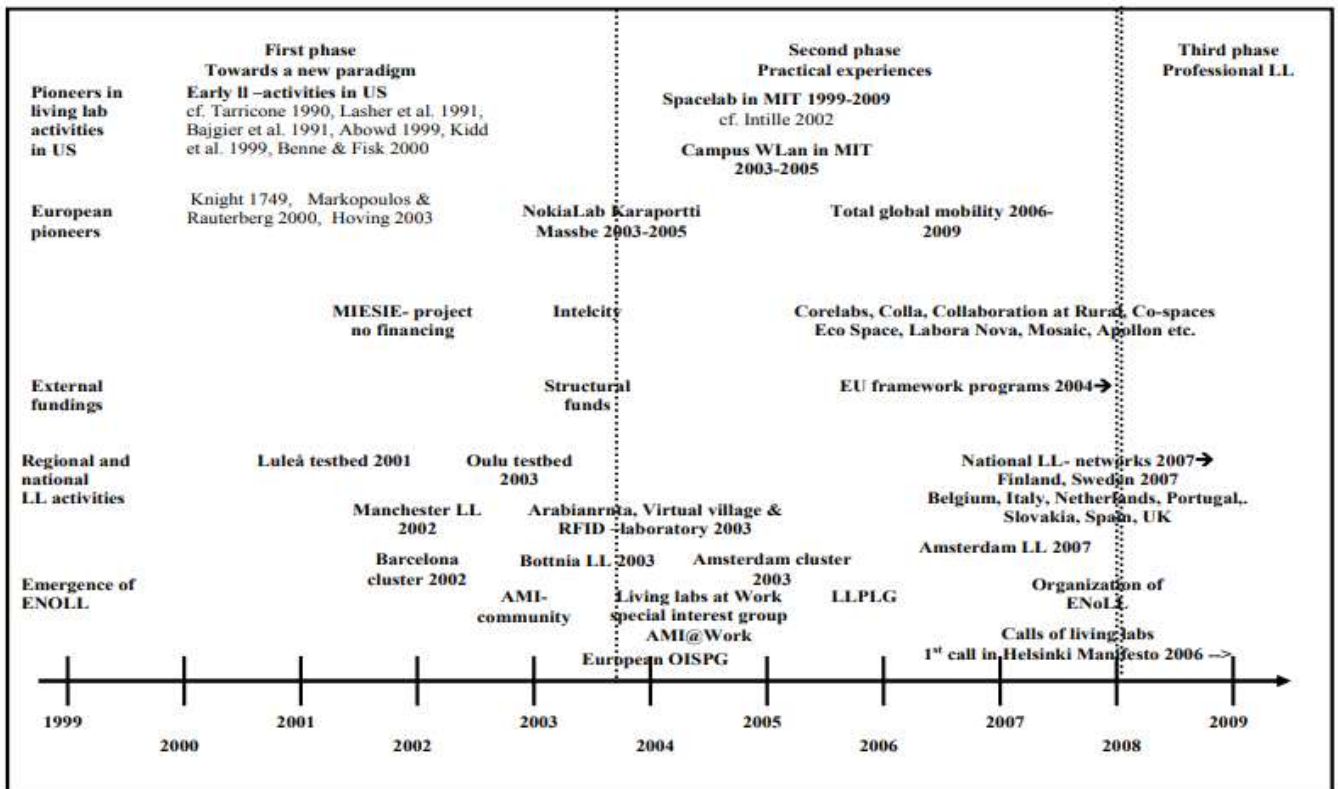 First phase
Towards a new paradigm
Second phase
Practical experiences
Third phase
Professional LL
Pioneers in
living lab
activities
in US
Early ll –activities in US
cf. Tarricone 1990, Lasher et al. 1991,
Bajgier et al. 1991, Abowd 1999, Kidd
et al. 1999, Benne & Fisk 2000
Spacelab in MIT 1999-2009
cf. Intille 2002
Campus WLan in MIT
2003-2005
European
pioneers
Knight 1749, Markopoulos &
Rauterberg 2000, Hoving 2003
NokiaLab Karaportti
Massbe 2003-2005
Total global mobility 2006-
2009
MIESIE- project
no financing
Intelcity
Corelabs, Colla, Collaboration at Rural, Co-spaces
Eco Space, Labora Nova, Mosaic, Apollon etc.
External
fundings
Structural
funds
EU framework programs 2004➔
Regional and
national
LL activities
Luleå testbed 2001
Oulu testbed
2003
National LL- networks 2007➔
Finland, Sweden 2007
Belgium, Italy, Netherlands, Portugal,.
Slovakia, Spain, UK
Manchester LL
2002
Arabianranta, Virtual village &
RFID –laboratory 2003
Barcelona
cluster 2002
Bottnia LL 2003
Amsterdam cluster
2003
Amsterdam LL 2007
Emergence of
ENOLL
AMI-
community
Living labs at Work
special interest group
AMI@Work
LLPLG
Organization of
ENoLL
European OISPG
Calls of living labs
1st call in Helsinki Manifesto 2006 -->
1999
2000
2001
2002
2003
2004
2005
2006
2007
2008
2009